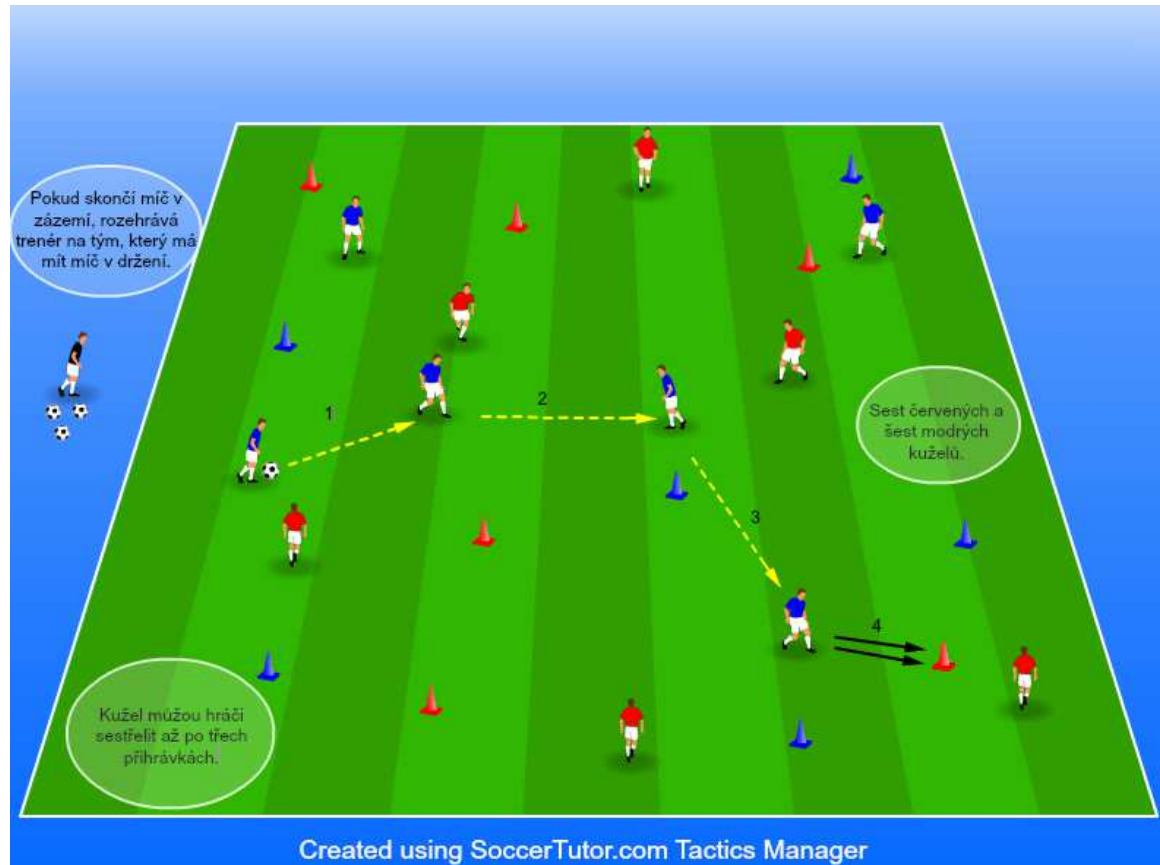 Pokud skončí míč v
zázemí, rozehrává
trenér na tým, který má
mít míč v držení.
1
2
Sest červených a
šest modrých
kuželů.
3
4
Kužel můžou hráči
sestřelit až po třech
přihrávkách.
Created using SoccerTutor.com Tactics Manager